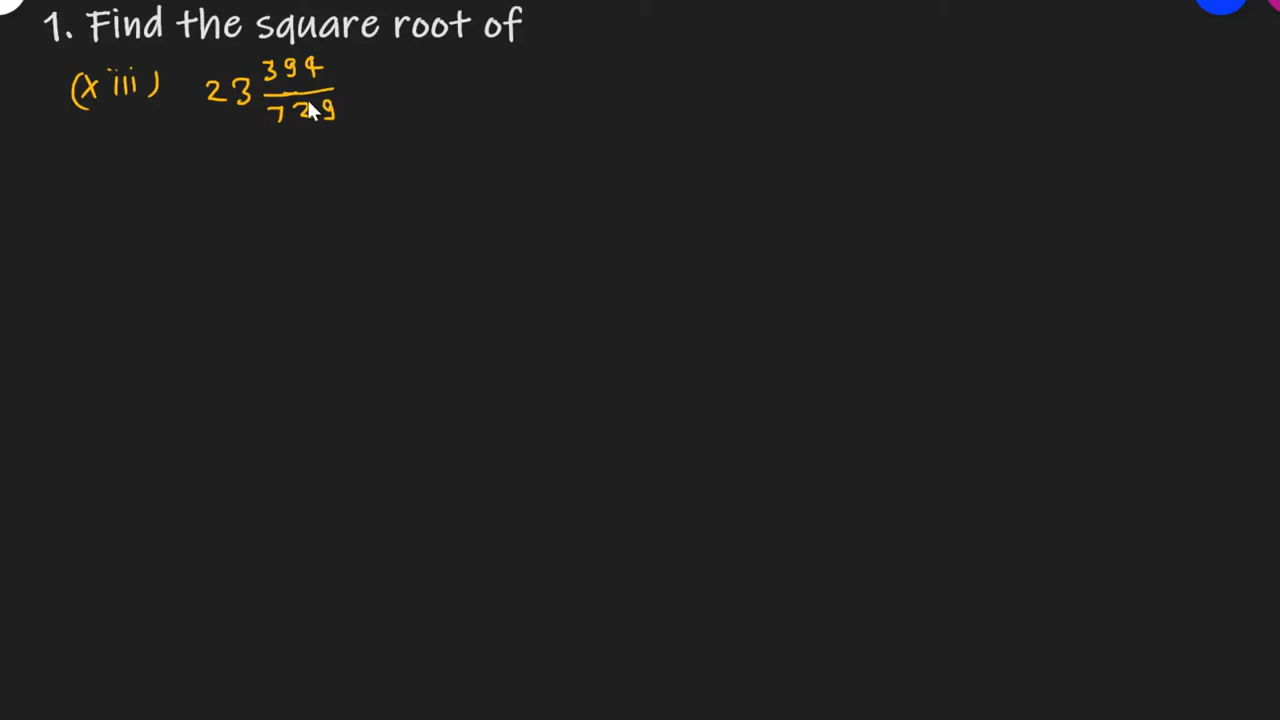 1. Find the square root of
(xiii) 23 394/729